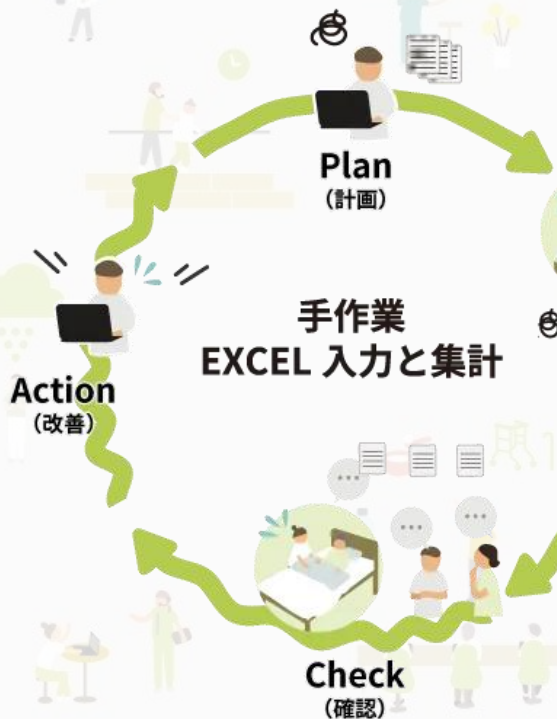 Plan
(計画)
手作業
EXCEL 入力と集計
Action
(改善)
Check
(確認)